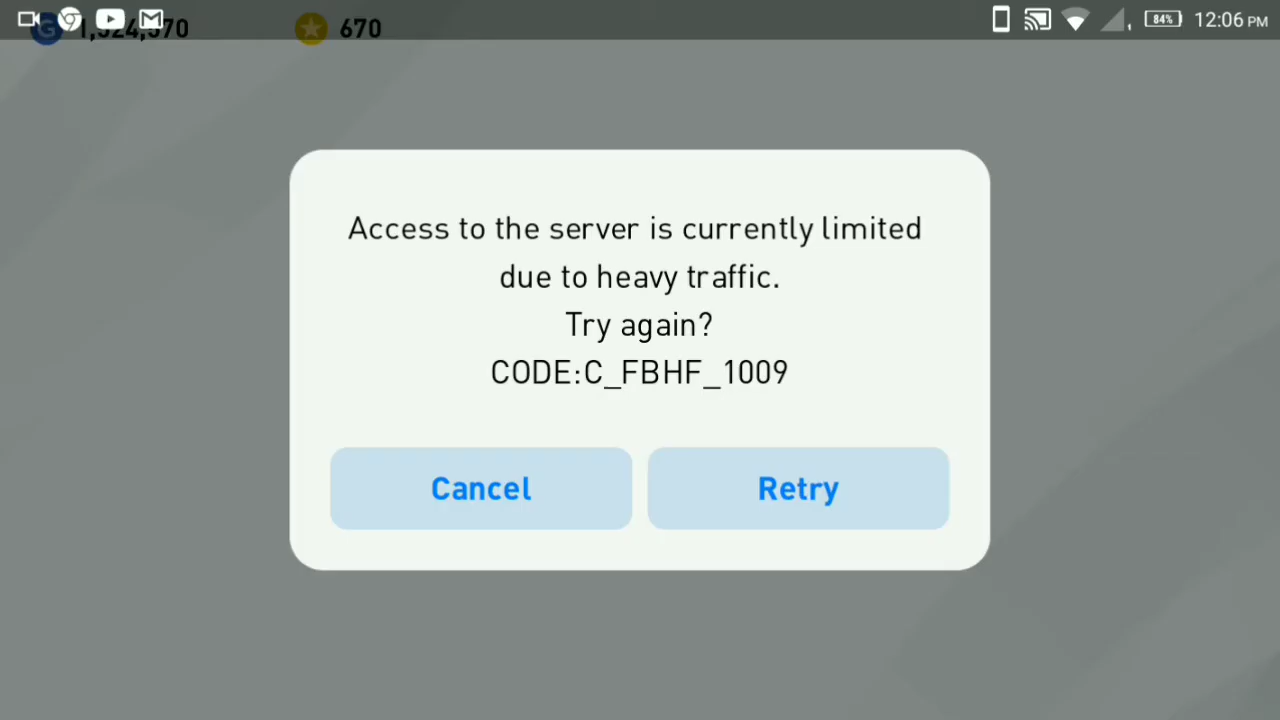 84% 12:06 PM
G 670
Access to the server is currently limited
due to heavy traffic.
Try again?
CODE:C_FBHF_1009
Cancel Retry